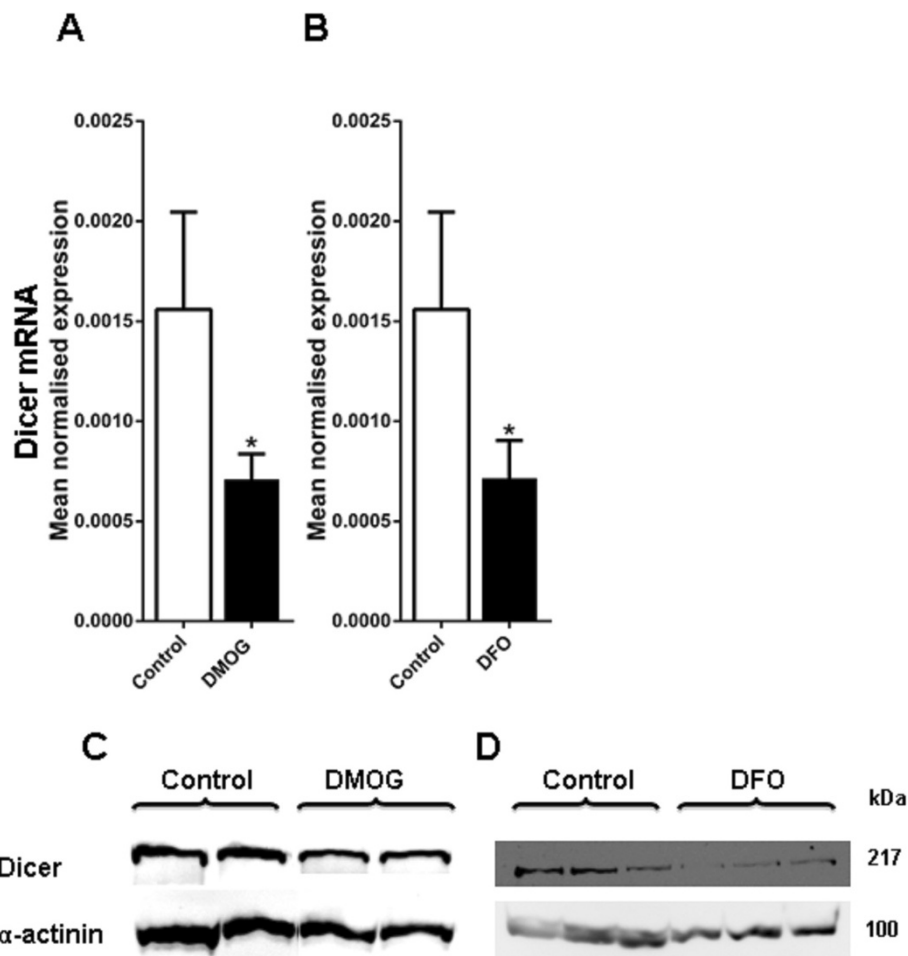 A
B
Dicer mRNA
Mean normalised expression
0.0025
0.0020
0.0015
0.0010
0.0005
0.0000
*
Control
DMOG
Mean normalised expression
0.0025
0.0020
0.0015
0.0010
0.0005
0.0000
*
Control
DFO
C
D
Control
DMOG
Control
DFO
kDa
Dicer
217
α-actinin
100